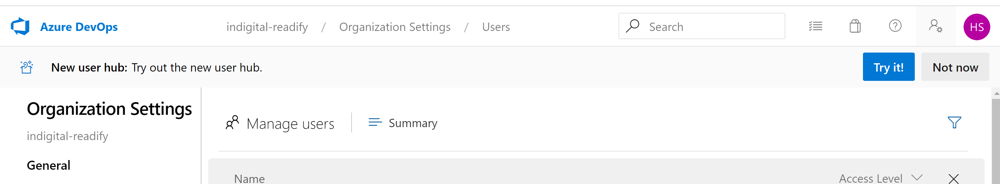 Azure DevOps indigital-readify / Organization Settings / Users Search HS
New user hub: Try out the new user hub. Try it! Not now
Organization Settings
indigital-readify
General
Manage users Summary
Name Access Level